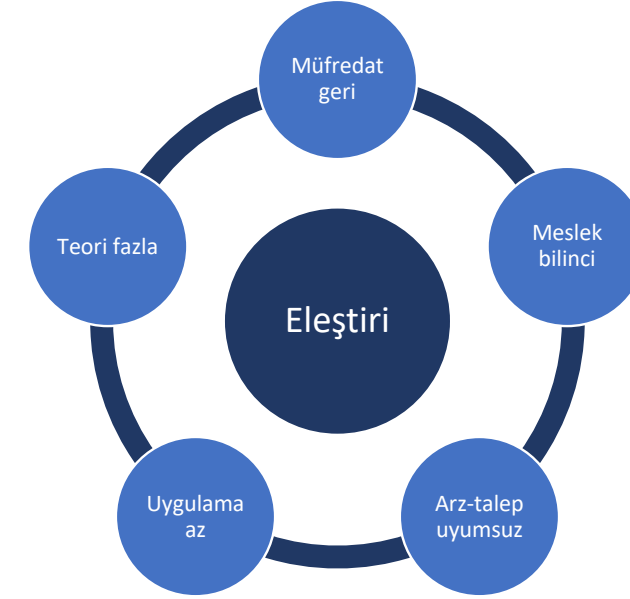 Müfredat
geri
Meslek
bilinci
Teori fazla
Eleştiri
Uygulama
az
Arz-talep
uyumsuz